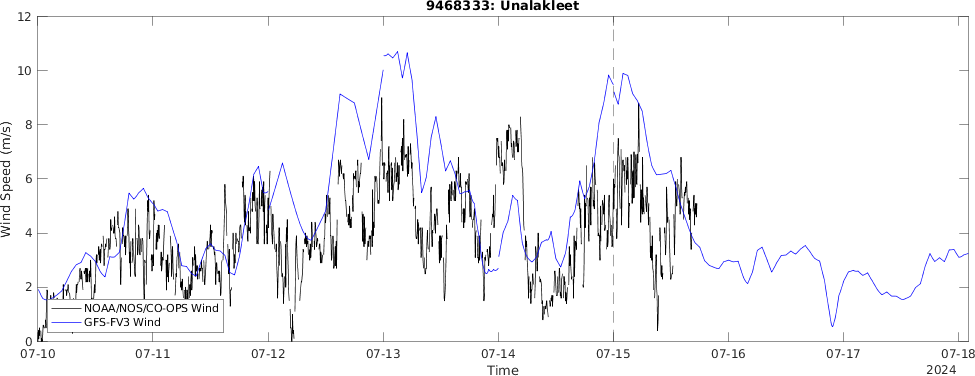 9468333: Unalakleet
12
10
8
6
4
2
0
Wind Speed (m/s)
NOAA/NOS/CO-OPS Wind
GFS-FV3 Wind
07-10 07-11 07-12 07-13 07-14 07-15 07-16 07-17 07-18
Time
2024